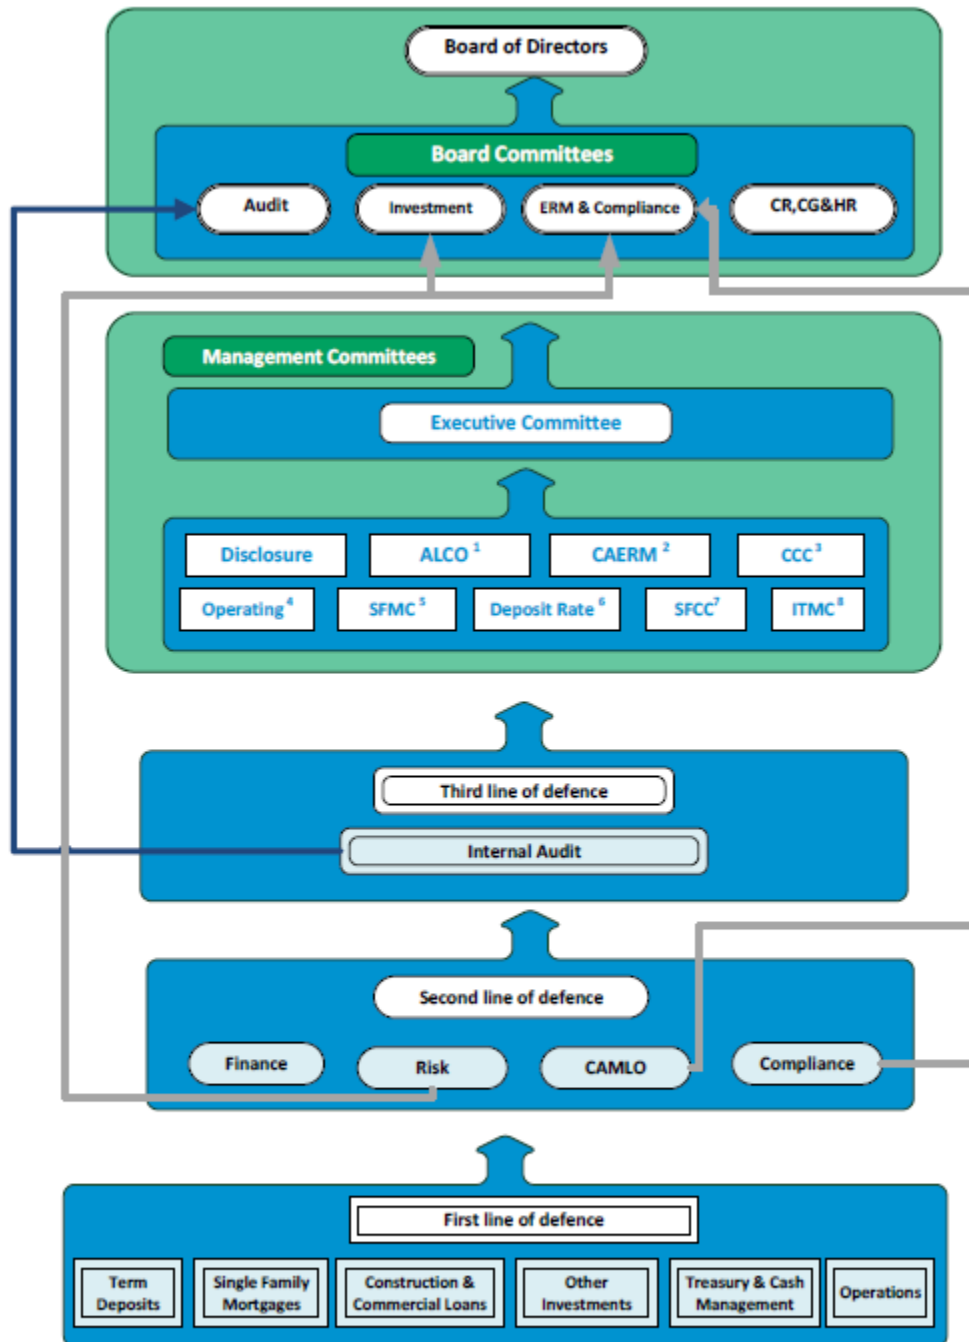 Board of Directors
Board Committees
Audit
Investment
ERM & Compliance
CR,CG&HR
Management Committees
Executive Committee
Disclosure
ALCO 1
CAERM 2
CCC 3
Operating 4
SFMC 5
Deposit Rate 6
SFCC 7
ITMC 8
Third line of defence
Internal Audit
Second line of defence
Finance
Risk
CAMLO
Compliance
First line of defence
Term
Deposits
Single Family
Mortgages
Construction &
Commercial Loans
Other
Investments
Treasury & Cash
Management
Operations